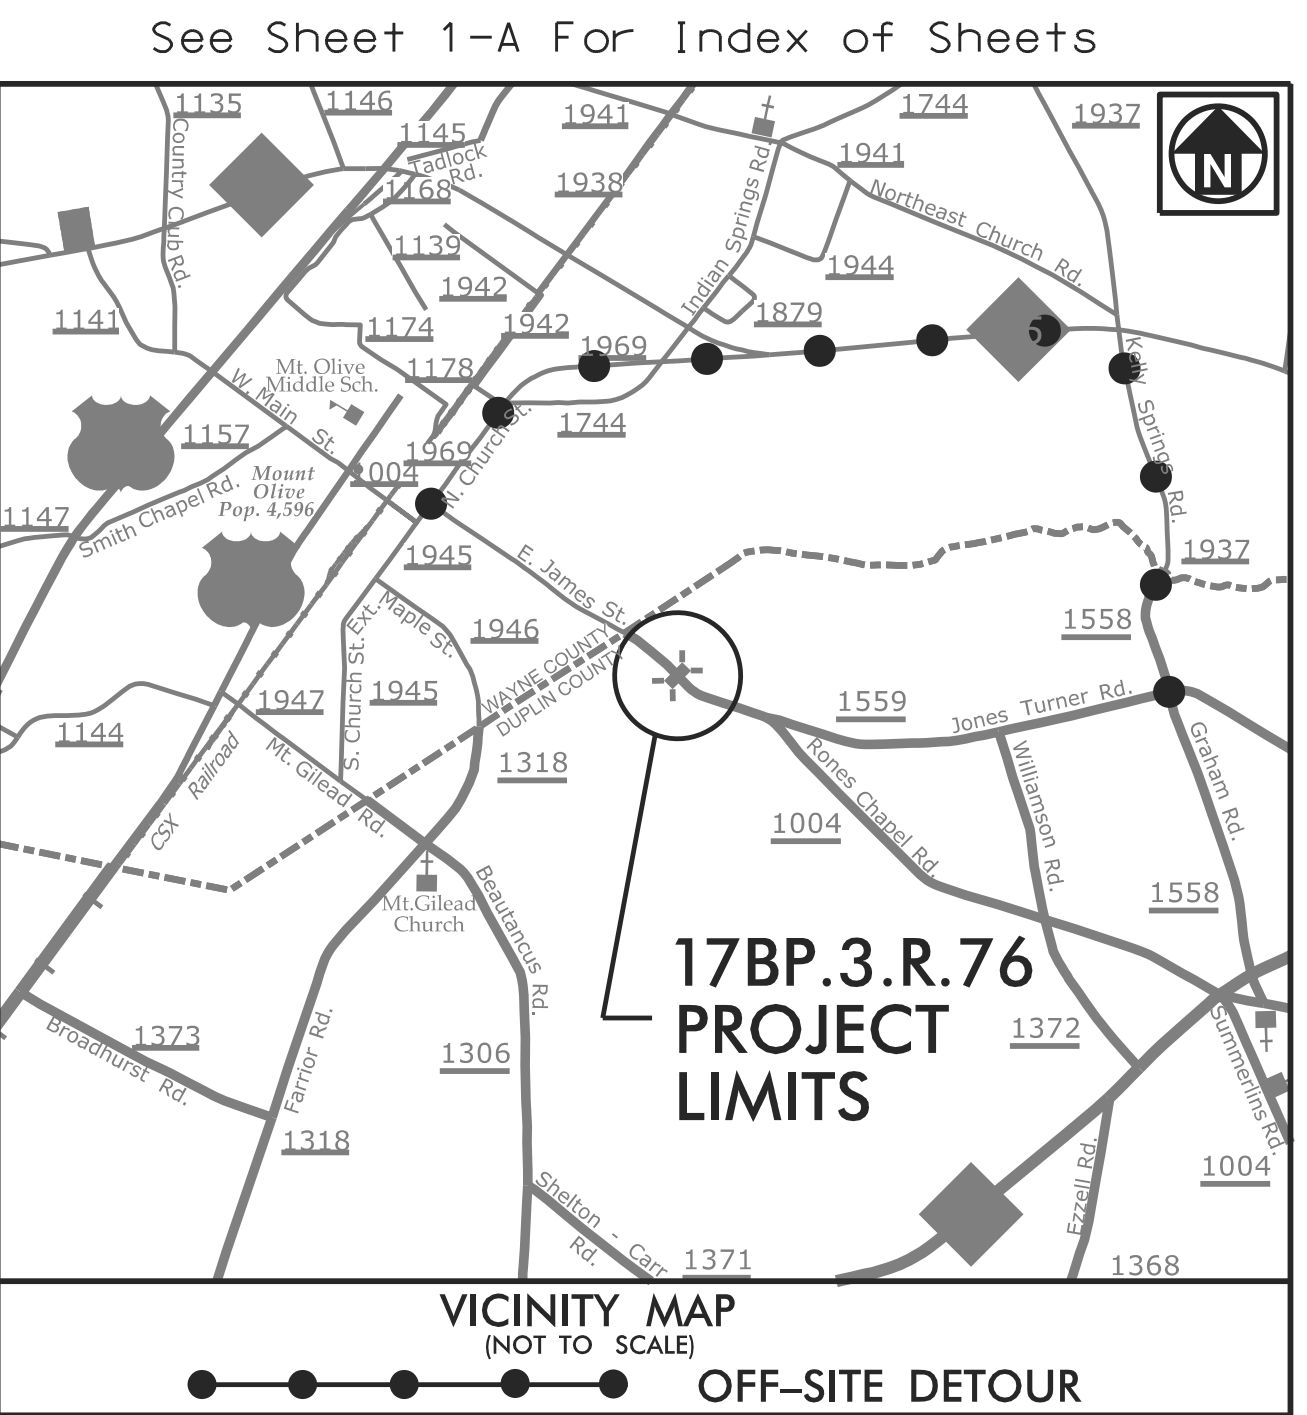 See Sheet 1-A For Index of Sheets
1135
1146
1941
1744
1937
N
1145
Tadlock
Rd.
1168
1938
1941
Country Club Rd.
Indian Springs Rd.
Northeast Church Rd.
1139
1942
1944
1141
1174
1942
1879
1969
Mt. Olive
Middle Sch.
1178
Kelly Springs Rd.
W. Main St.
1744
1157
1969
N. Church St.
1004
Mount
Olive
Pop. 4,596
1147
Smith Chapel Rd.
1945
E. James St.
1937
1558
Maple St.
1946
S. Church St. Ext.
WAYNE COUNTY
DUPLIN COUNTY
1947
1945
1559
Jones Turner Rd.
1144
Mt. Gilead Rd.
CSX Railroad
1318
Rones Chapel Rd.
Williamson Rd.
Graham Rd.
1004
1558
Beautancus Rd.
Mt.Gilead
Church
17BP.3.R.76
PROJECT
LIMITS
1373
Broadhurst Rd.
Farrior Rd.
1306
1372
Summerlins Rd.
1318
1004
Shelton - Carr
Rd.
Ezzell Rd.
1371
1368
VICINITY MAP
(NOT TO SCALE)
OFF-SITE DETOUR